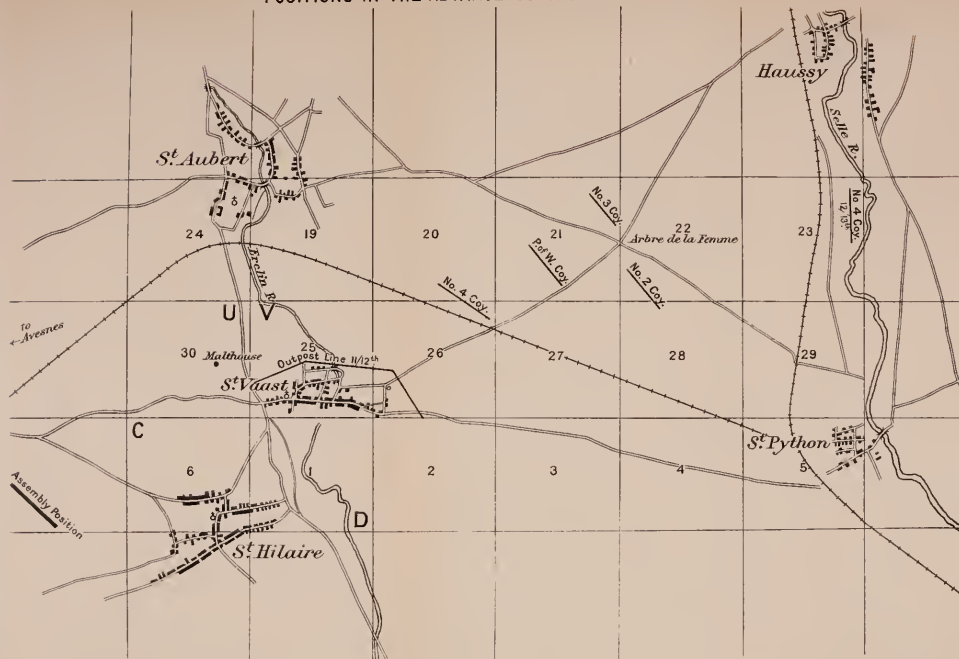 POSITIONS IN THE
Haussy
Selle R.
St. Aubert
24
19
20
21
22
23
No. 3 Coy.
Arbre de la Femme
No 4 Coy.
12/13th
P. of W. Coy.
No. 2 Coy.
No. 4 Coy.
Erclin R.
U
V
to
Avesnes
30
Malthouse
25
Outpost Line 11/12th
26
27
28
29
St. Vaast
C
St. Python
6
1
2
3
4
5
Assembly Position
D
St. Hilaire